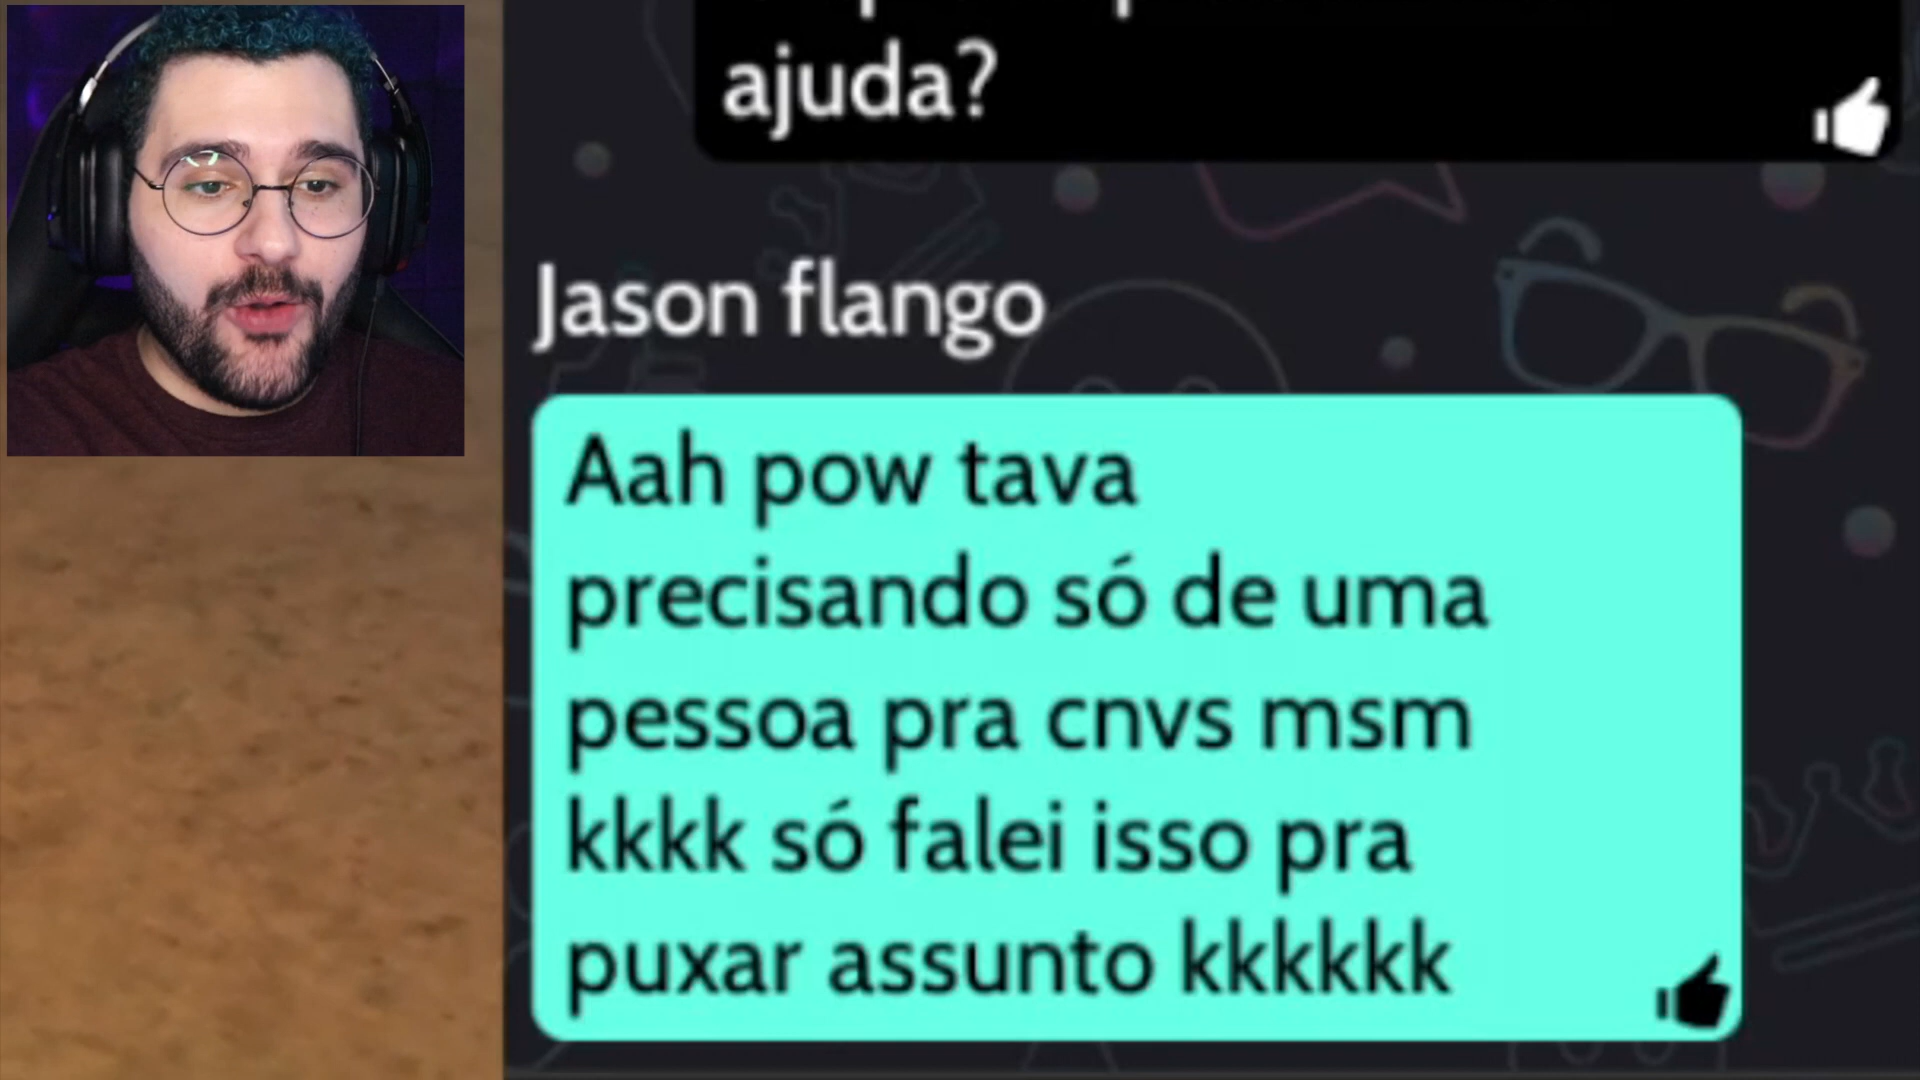 ajuda?
Jason flango
Aah pow tava
precisando só de uma
pessoa pra cnvs msm
kkkk só falei isso pra
puxar assunto kkkkkk